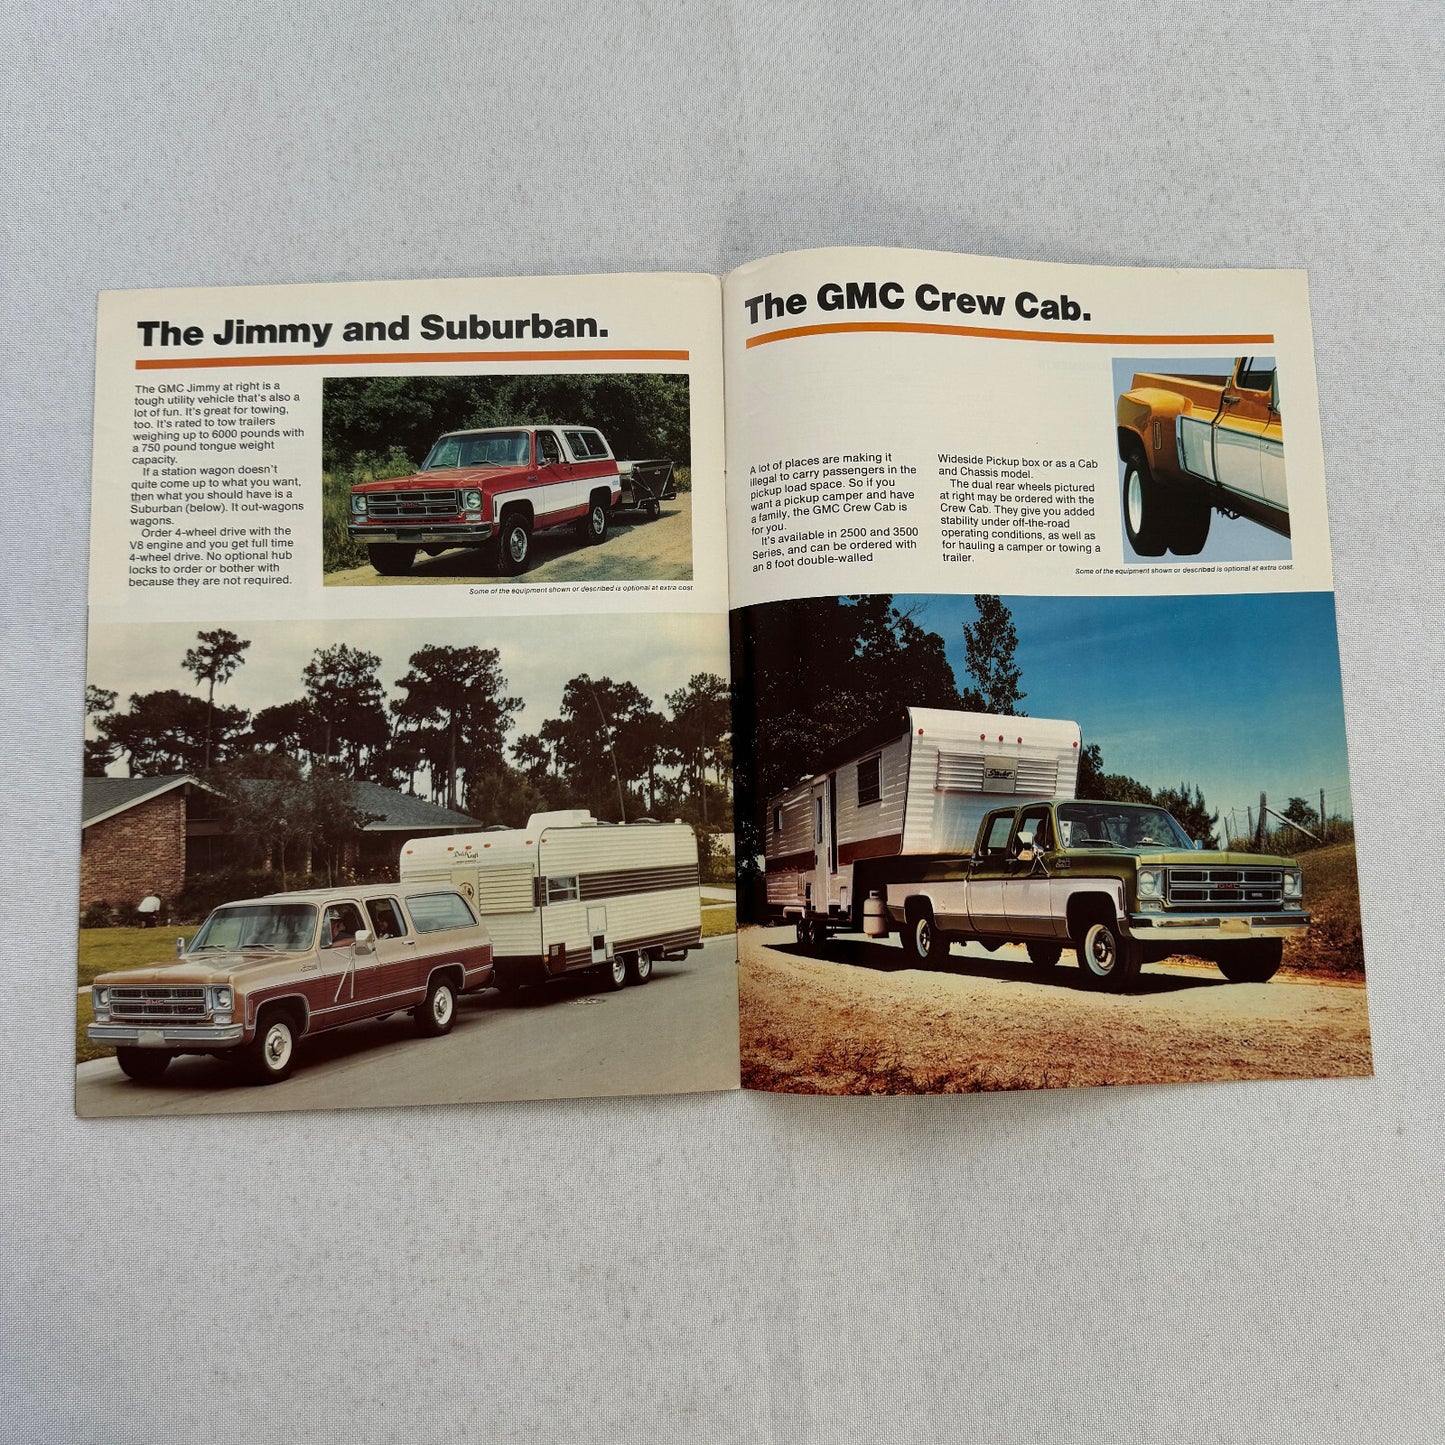 The Jimmy and Suburban.
The GMC Jimmy at right is a
tough utility vehicle that's also a
lot of fun. It's great for towing,
too. It's rated to tow trailers
weighing up to 6000 pounds with
a 750 pound tongue weight
capacity.
If a station wagon doesn't
quite come up to what you want,
then what you should have is a
Suburban (below). It out-wagons
wagons.
Order 4-wheel drive with the
V8 engine and you get full time
4-wheel drive. No optional hub
locks to order or bother with
because they are not required.
Some of the equipment shown or described is optional at extra cost.
GMC
The GMC Crew Cab.
A lot of places are making it
illegal to carry passengers in the
pickup load space. So if you
want a pickup camper and have
a family, the GMC Crew Cab is
for you.
It's available in 2500 and 3500
Series, and can be ordered with
an 8 foot double-walled
Wideside Pickup box or as a Cab
and Chassis model.
The dual rear wheels pictured
at right may be ordered with the
Crew Cab. They give you added
stability under off-the-road
operating conditions, as well as
for hauling a camper or towing a
trailer.
Some of the equipment shown or described is optional at extra cost.
GMC